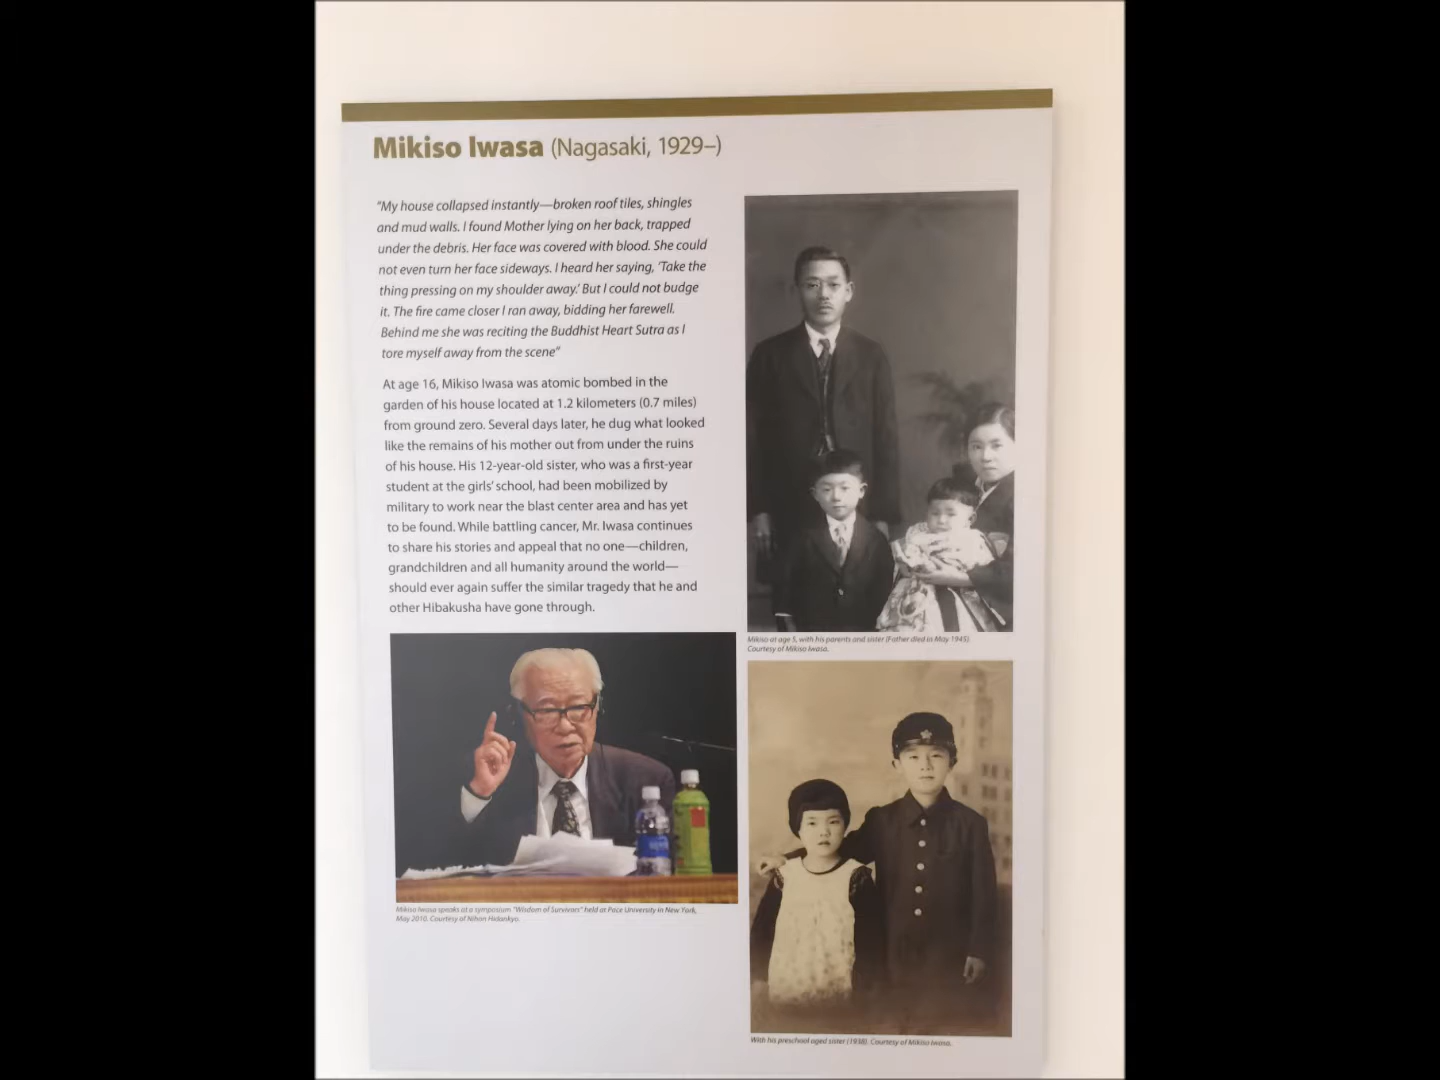 Mikiso Iwasa (Nagasaki, 1929–)
"My house collapsed instantly—broken roof tiles, shingles
and mud walls. I found Mother lying on her back, trapped
under the debris. Her face was covered with blood. She could
not even turn her face sideways. I heard her saying, 'Take the
thing pressing on my shoulder away.' But I could not budge
it. The fire came closer I ran away, bidding her farewell.
Behind me she was reciting the Buddhist Heart Sutra as I
tore myself away from the scene"
At age 16, Mikiso Iwasa was atomic bombed in the
garden of his house located at 1.2 kilometers (0.7 miles)
from ground zero. Several days later, he dug what looked
like the remains of his mother out from under the ruins
of his house. His 12-year-old sister, who was a first-year
student at the girls' school, had been mobilized by
military to work near the blast center area and has yet
to be found. While battling cancer, Mr. Iwasa continues
to share his stories and appeal that no one—children,
grandchildren and all humanity around the world—
should ever again suffer the similar tragedy that he and
other Hibakusha have gone through.
Mikiso Iwasa speaks at a symposium "Wisdom of Survivors" held at Pace University in New York,
May 2010. Courtesy of Nihon Hidankyo.
Mikiso at age 5, with his parents and sister (Father died in May 1945).
Courtesy of Mikiso Iwasa.
With his preschool aged sister (1938). Courtesy of Mikiso Iwasa.